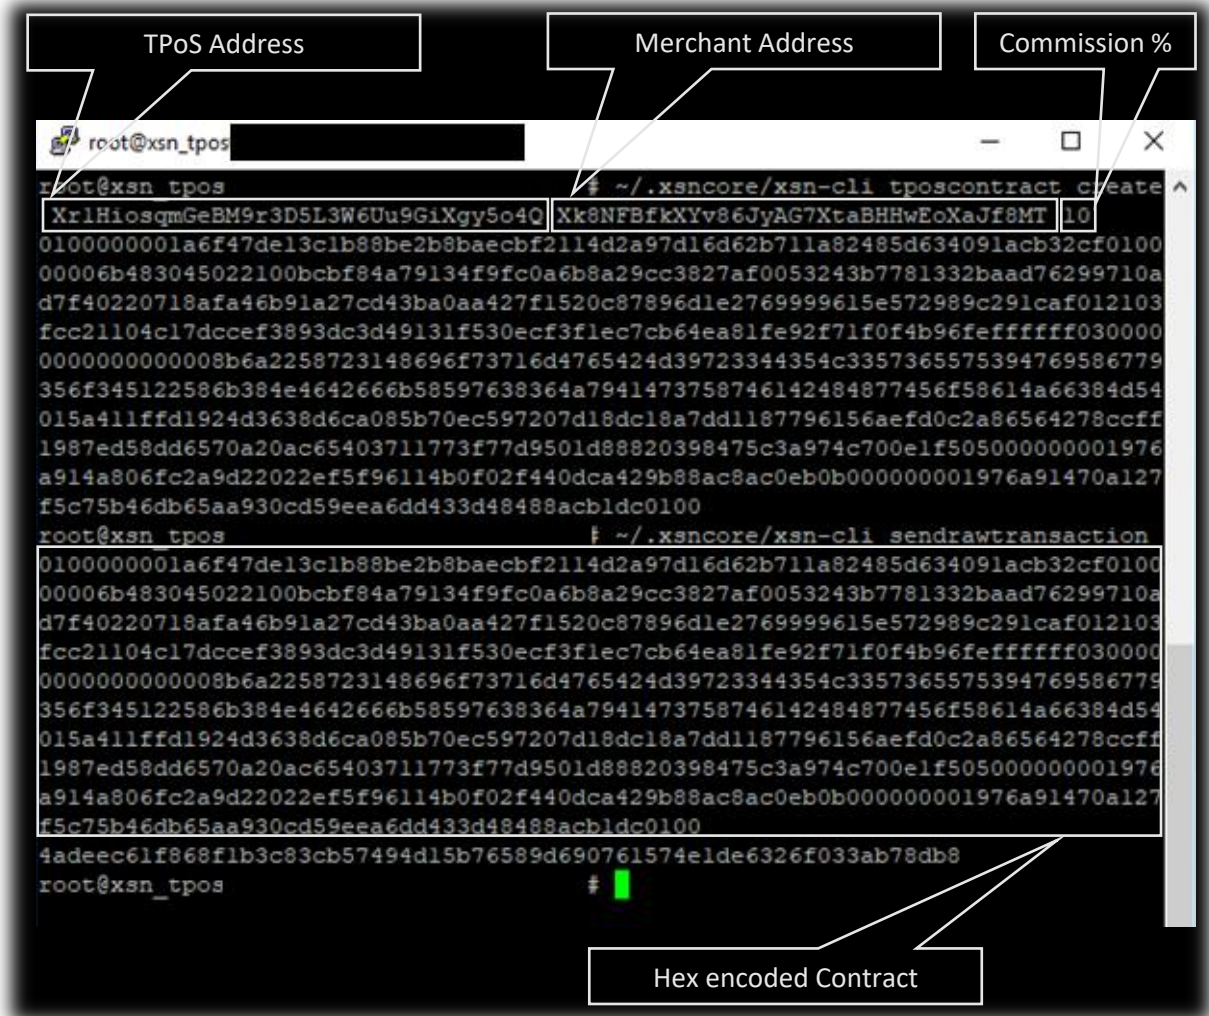 TPoS Address
Merchant Address
Commission %
root@xsn_tpos
root@xsn_tpos # ~/.xsncore/xsn-cli tposcontract create
Xr1HiosqmGeBM9r3D5L3W6Uu9GiXgy5o4Q Xk8NFBfkXYv86JyAG7XtaBHHwEoXaJf8MT 10
0100000001a6f47de13c1b88be2b8baecbf2114d2a97d16d62b711a82485d634091acb32cf0100
00006b483045022100bcbf84a79134f9fc0a6b8a29cc3827af0053243b7781332baad76299710a
d7f40220718afa46b91a27cd43ba0aa427f1520c87896d1e2769999615e572989c291caf012103
fcc21104c17dccef3893dc3d49131f530ecf3f1ec7cb64ea81fe92f71f0f4b96feffffff030000
0000000000008b6a2258723148696f73716d4765424d39723344354c3357365575394769586779
356f345122586b384e4642666b58597638364a7941473758746142484877456f58614a66384d54
015a411ffd1924d3638d6ca085b70ec597207d18dc18a7dd1187796156aefd0c2a86564278ccff
1987ed58dd6570a20ac65403711773f77d9501d88820398475c3a974c700e1f505000000001976
a914a806fc2a9d22022ef5f96114b0f02f440dca429b88ac8ac0eb0b000000001976a91470a127
f5c75b46db65aa930cd59eea6dd433d48488acb1dc0100
root@xsn_tpos # ~/.xsncore/xsn-cli sendrawtransaction
0100000001a6f47de13c1b88be2b8baecbf2114d2a97d16d62b711a82485d634091acb32cf0100
00006b483045022100bcbf84a79134f9fc0a6b8a29cc3827af0053243b7781332baad76299710a
d7f40220718afa46b91a27cd43ba0aa427f1520c87896d1e2769999615e572989c291caf012103
fcc21104c17dccef3893dc3d49131f530ecf3f1ec7cb64ea81fe92f71f0f4b96feffffff030000
0000000000008b6a2258723148696f73716d4765424d39723344354c3357365575394769586779
356f345122586b384e4642666b58597638364a7941473758746142484877456f58614a66384d54
015a411ffd1924d3638d6ca085b70ec597207d18dc18a7dd1187796156aefd0c2a86564278ccff
1987ed58dd6570a20ac65403711773f77d9501d88820398475c3a974c700e1f505000000001976
a914a806fc2a9d22022ef5f96114b0f02f440dca429b88ac8ac0eb0b000000001976a91470a127
f5c75b46db65aa930cd59eea6dd433d48488acb1dc0100
4adeec61f868f1b3c83cb57494d15b76589d690761574e1de6326f033ab78db8
root@xsn_tpos #
Hex encoded Contract